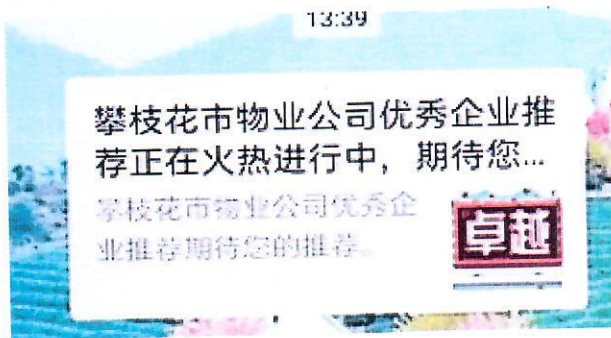 13:39
攀枝花市物业公司优秀企业推
荐正在火热进行中，期待您...
攀枝花市物业公司优秀企
业推荐期待您的推荐。
卓越